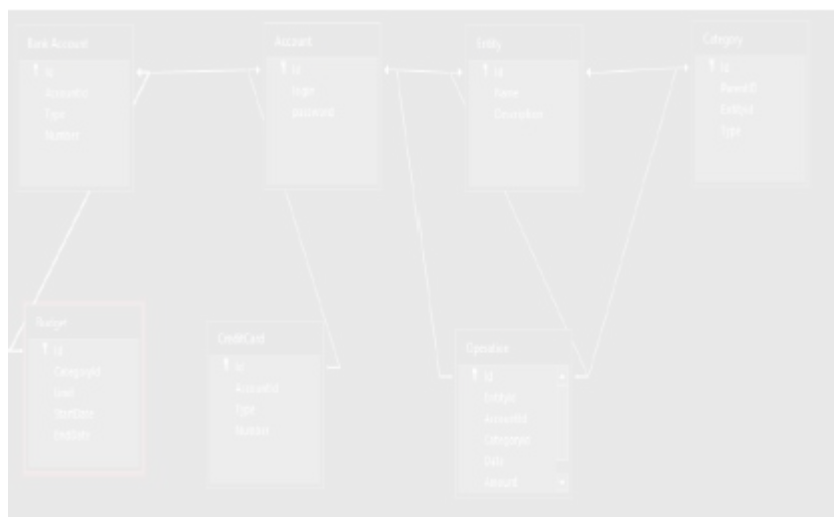 Bank Account
Id
AccountId
Type
Number
Account
Id
Login
password
Entity
Id
Name
Description
Category
Id
ParentID
Type
Budget
Id
CategoryId
Limit
StartDate
EndDate
CreditCard
Id
AccountId
Type
Number
Operation
Id
EntityId
AccountId
CategoryId
Date
Amount